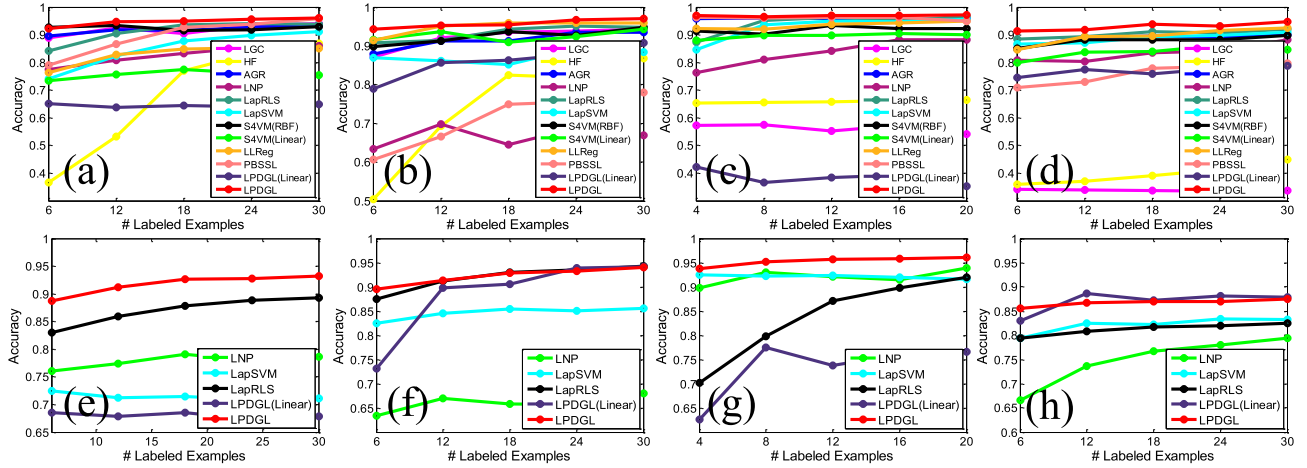 Accuracy
1
0.9
0.8
0.7
0.6
0.5
0.4
6
12
18
24
30
# Labeled Examples
(a)
LGC
HF
AGR
LNP
LapRLS
LapSVM
S4VM(RBF)
S4VM(Linear)
LLReg
PBSSL
LPDGL(Linear)
LPDGL
Accuracy
1
0.9
0.8
0.7
0.6
0.5
6
12
18
24
30
# Labeled Examples
(b)
LGC
HF
AGR
LNP
LapRLS
LapSVM
S4VM(RBF)
S4VM(Linear)
LLReg
PBSSL
LPDGL(Linear)
LPDGL
Accuracy
1
0.9
0.8
0.7
0.6
0.5
0.4
4
8
12
16
20
# Labeled Examples
(c)
LGC
HF
AGR
LNP
LapRLS
LapSVM
S4VM(RBF)
S4VM(Linear)
LLReg
PBSSL
LPDGL(Linear)
LPDGL
Accuracy
1
0.9
0.8
0.7
0.6
0.5
0.4
6
12
18
24
30
# Labeled Examples
(d)
LGC
HF
AGR
LNP
LapRLS
LapSVM
S4VM(RBF)
S4VM(Linear)
LLReg
PBSSL
LPDGL(Linear)
LPDGL
Accuracy
1
0.95
0.9
0.85
0.8
0.75
0.7
0.65
10
15
20
25
30
# Labeled Examples
(e)
LNP
LapSVM
LapRLS
LPDGL(Linear)
LPDGL
Accuracy
1
0.95
0.9
0.85
0.8
0.75
0.7
0.65
0.6
6
12
18
24
30
# Labeled Examples
(f)
LNP
LapSVM
LapRLS
LPDGL(Linear)
LPDGL
Accuracy
1
0.95
0.9
0.85
0.8
0.75
0.7
0.65
4
8
12
16
20
# Labeled Examples
(g)
LNP
LapSVM
LapRLS
LPDGL(Linear)
LPDGL
Accuracy
1
0.9
0.8
0.7
0.6
6
12
18
24
30
# Labeled Examples
(h)
LNP
LapSVM
LapRLS
LPDGL(Linear)
LPDGL